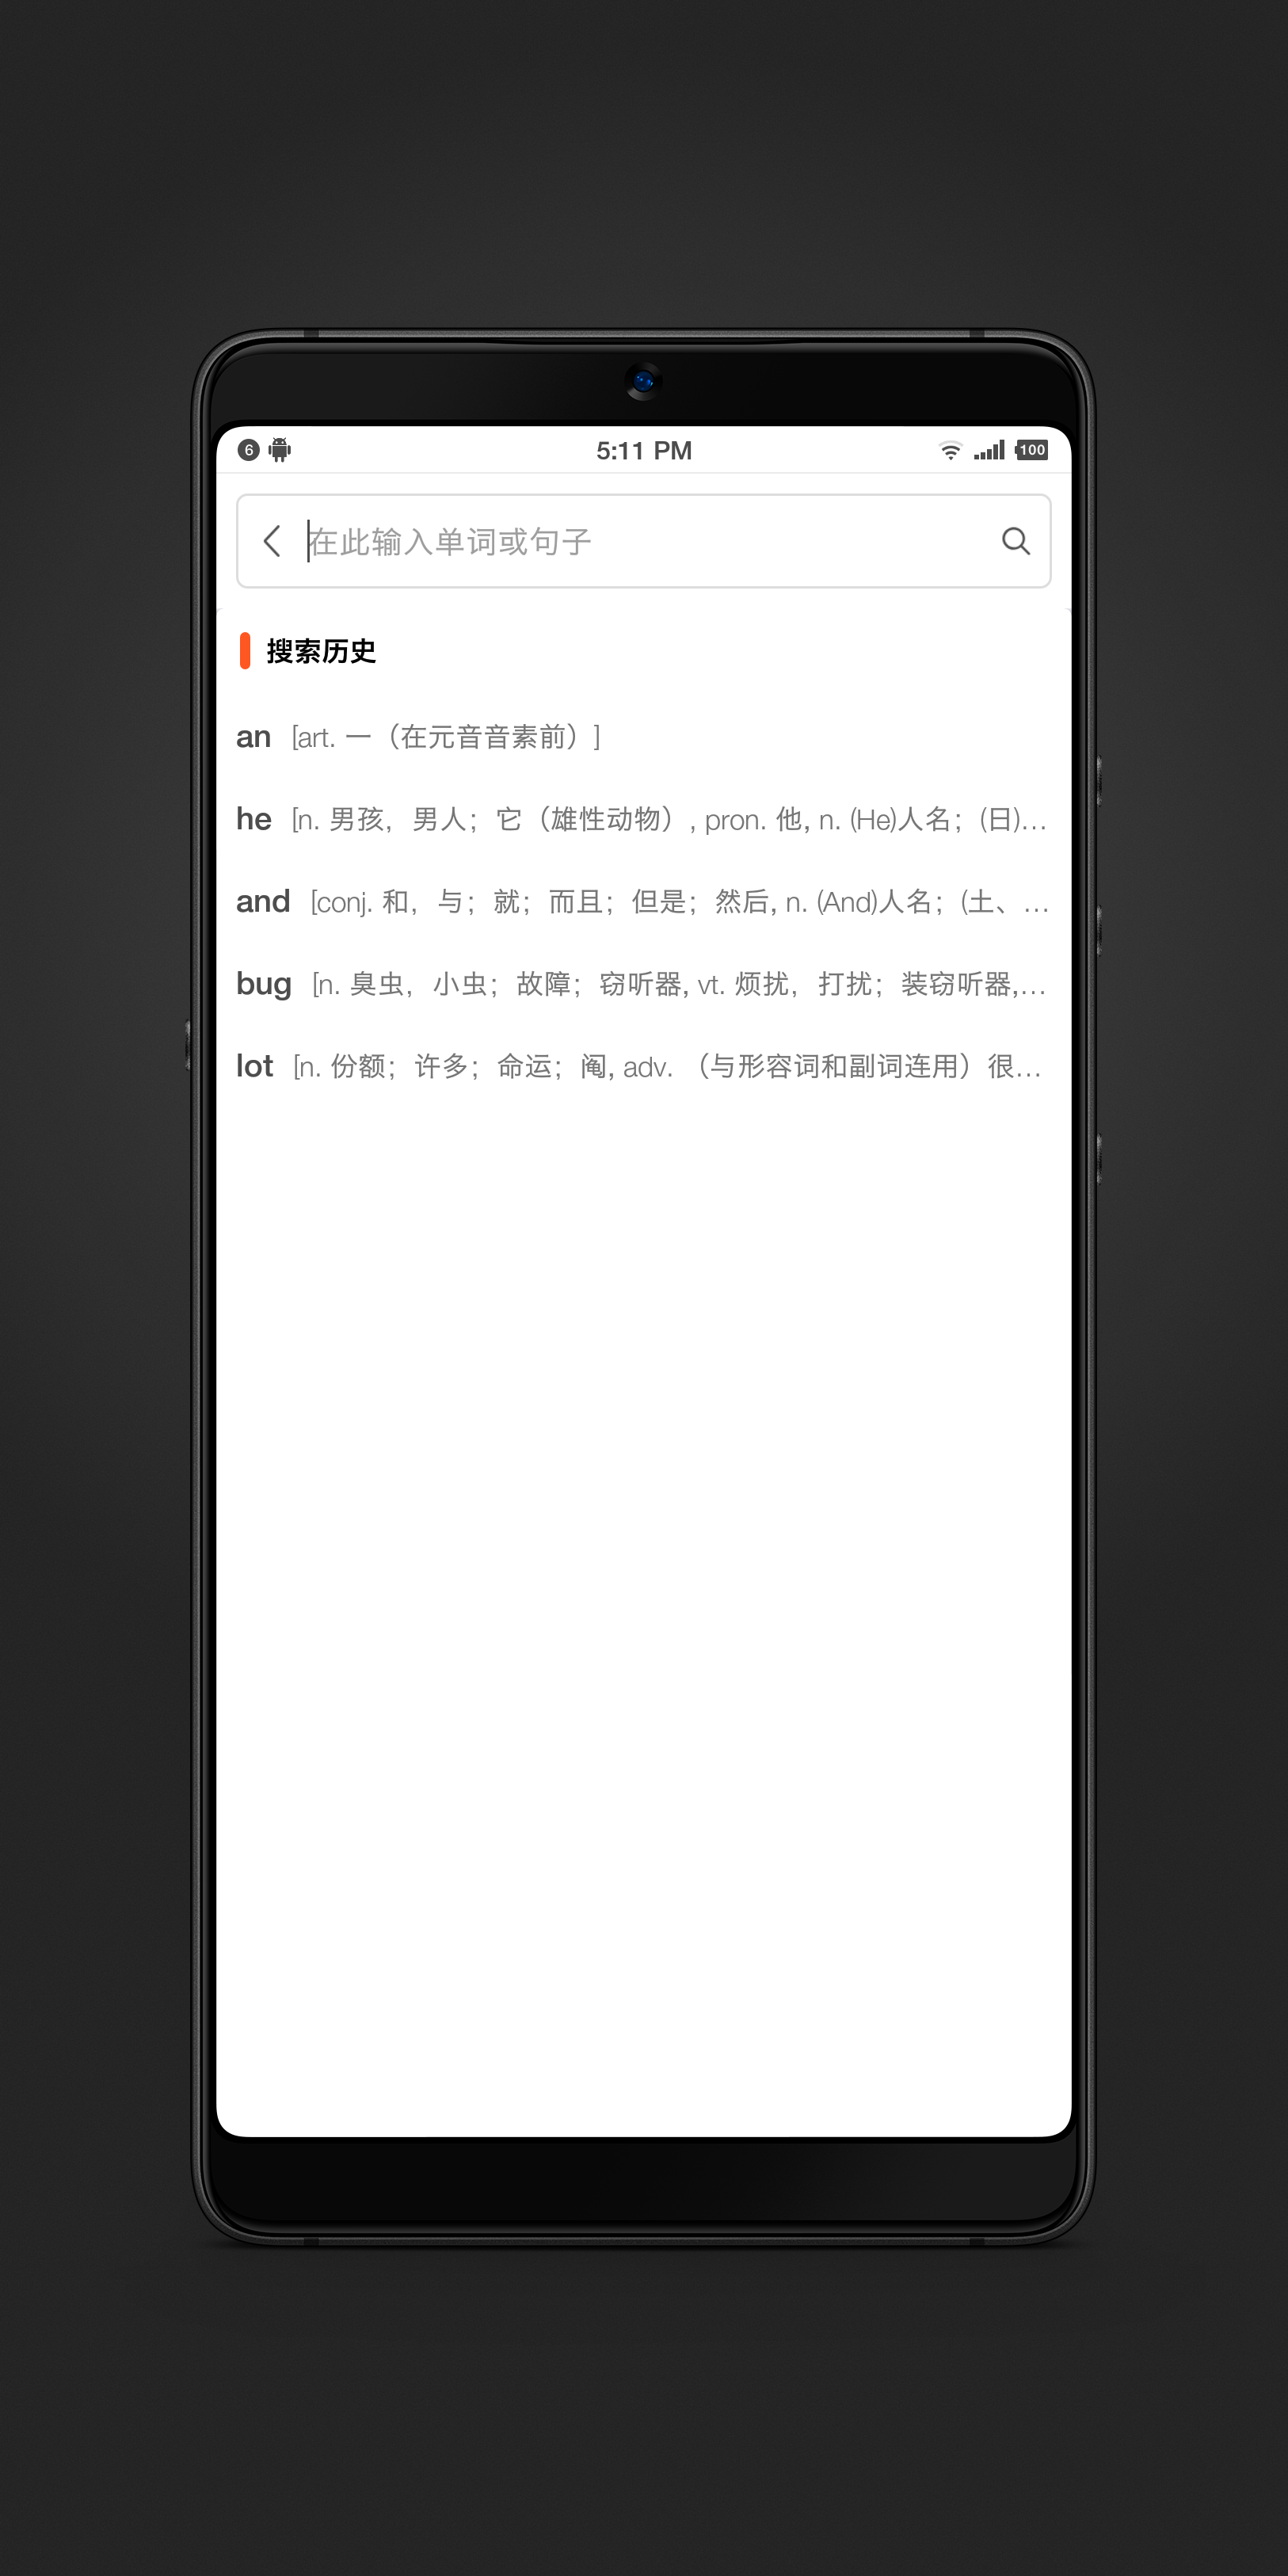 6
5:11 PM
100
在此输入单词或句子
搜索历史
an [art. 一（在元音音素前）]
he [n. 男孩，男人；它（雄性动物）, pron. 他, n. (He)人名；(日)…
and [conj. 和，与；就；而且；但是；然后, n. (And)人名；(土、…
bug [n. 臭虫，小虫；故障；窃听器, vt. 烦扰，打扰；装窃听器,…
lot [n. 份额；许多；命运；阄, adv. （与形容词和副词连用）很…